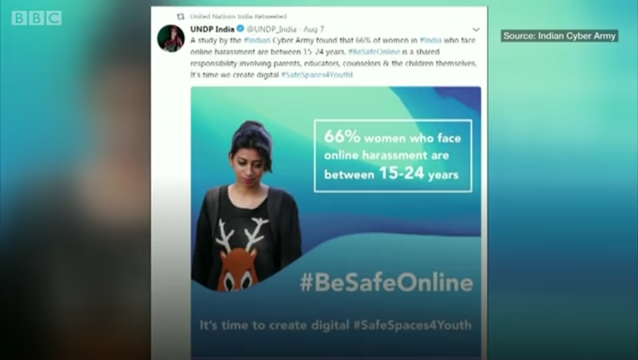 BBC
United Nations India Retweeted
UNDP India @UNDP_India · Aug 7
Source: Indian Cyber Army
A study by the #Indian Cyber Army found that 66% of women in #India who face
online harassment are between 15-24 years. #BeSafeOnline is a shared
responsibility involving parents, educators, counselors & the children themselves.
It's time we create digital #SafeSpaces4Youth!
66% women who face
online harassment are
between 15-24 years
#BeSafeOnline
It's time to create digital #SafeSpaces4Youth